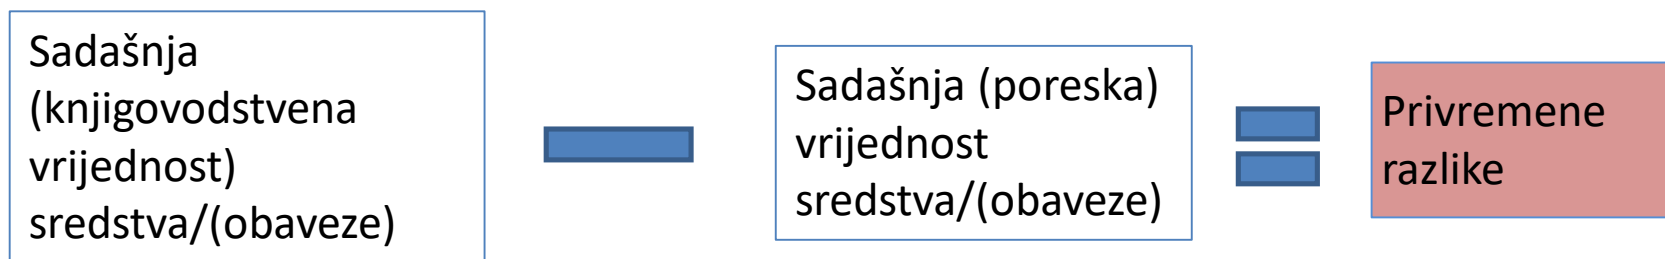 Sadašnja
(knjigovodstvena
vrijednost)
sredstva/(obaveze)
Sadašnja (poreska)
vrijednost
sredstva/(obaveze)
Privremene
razlike